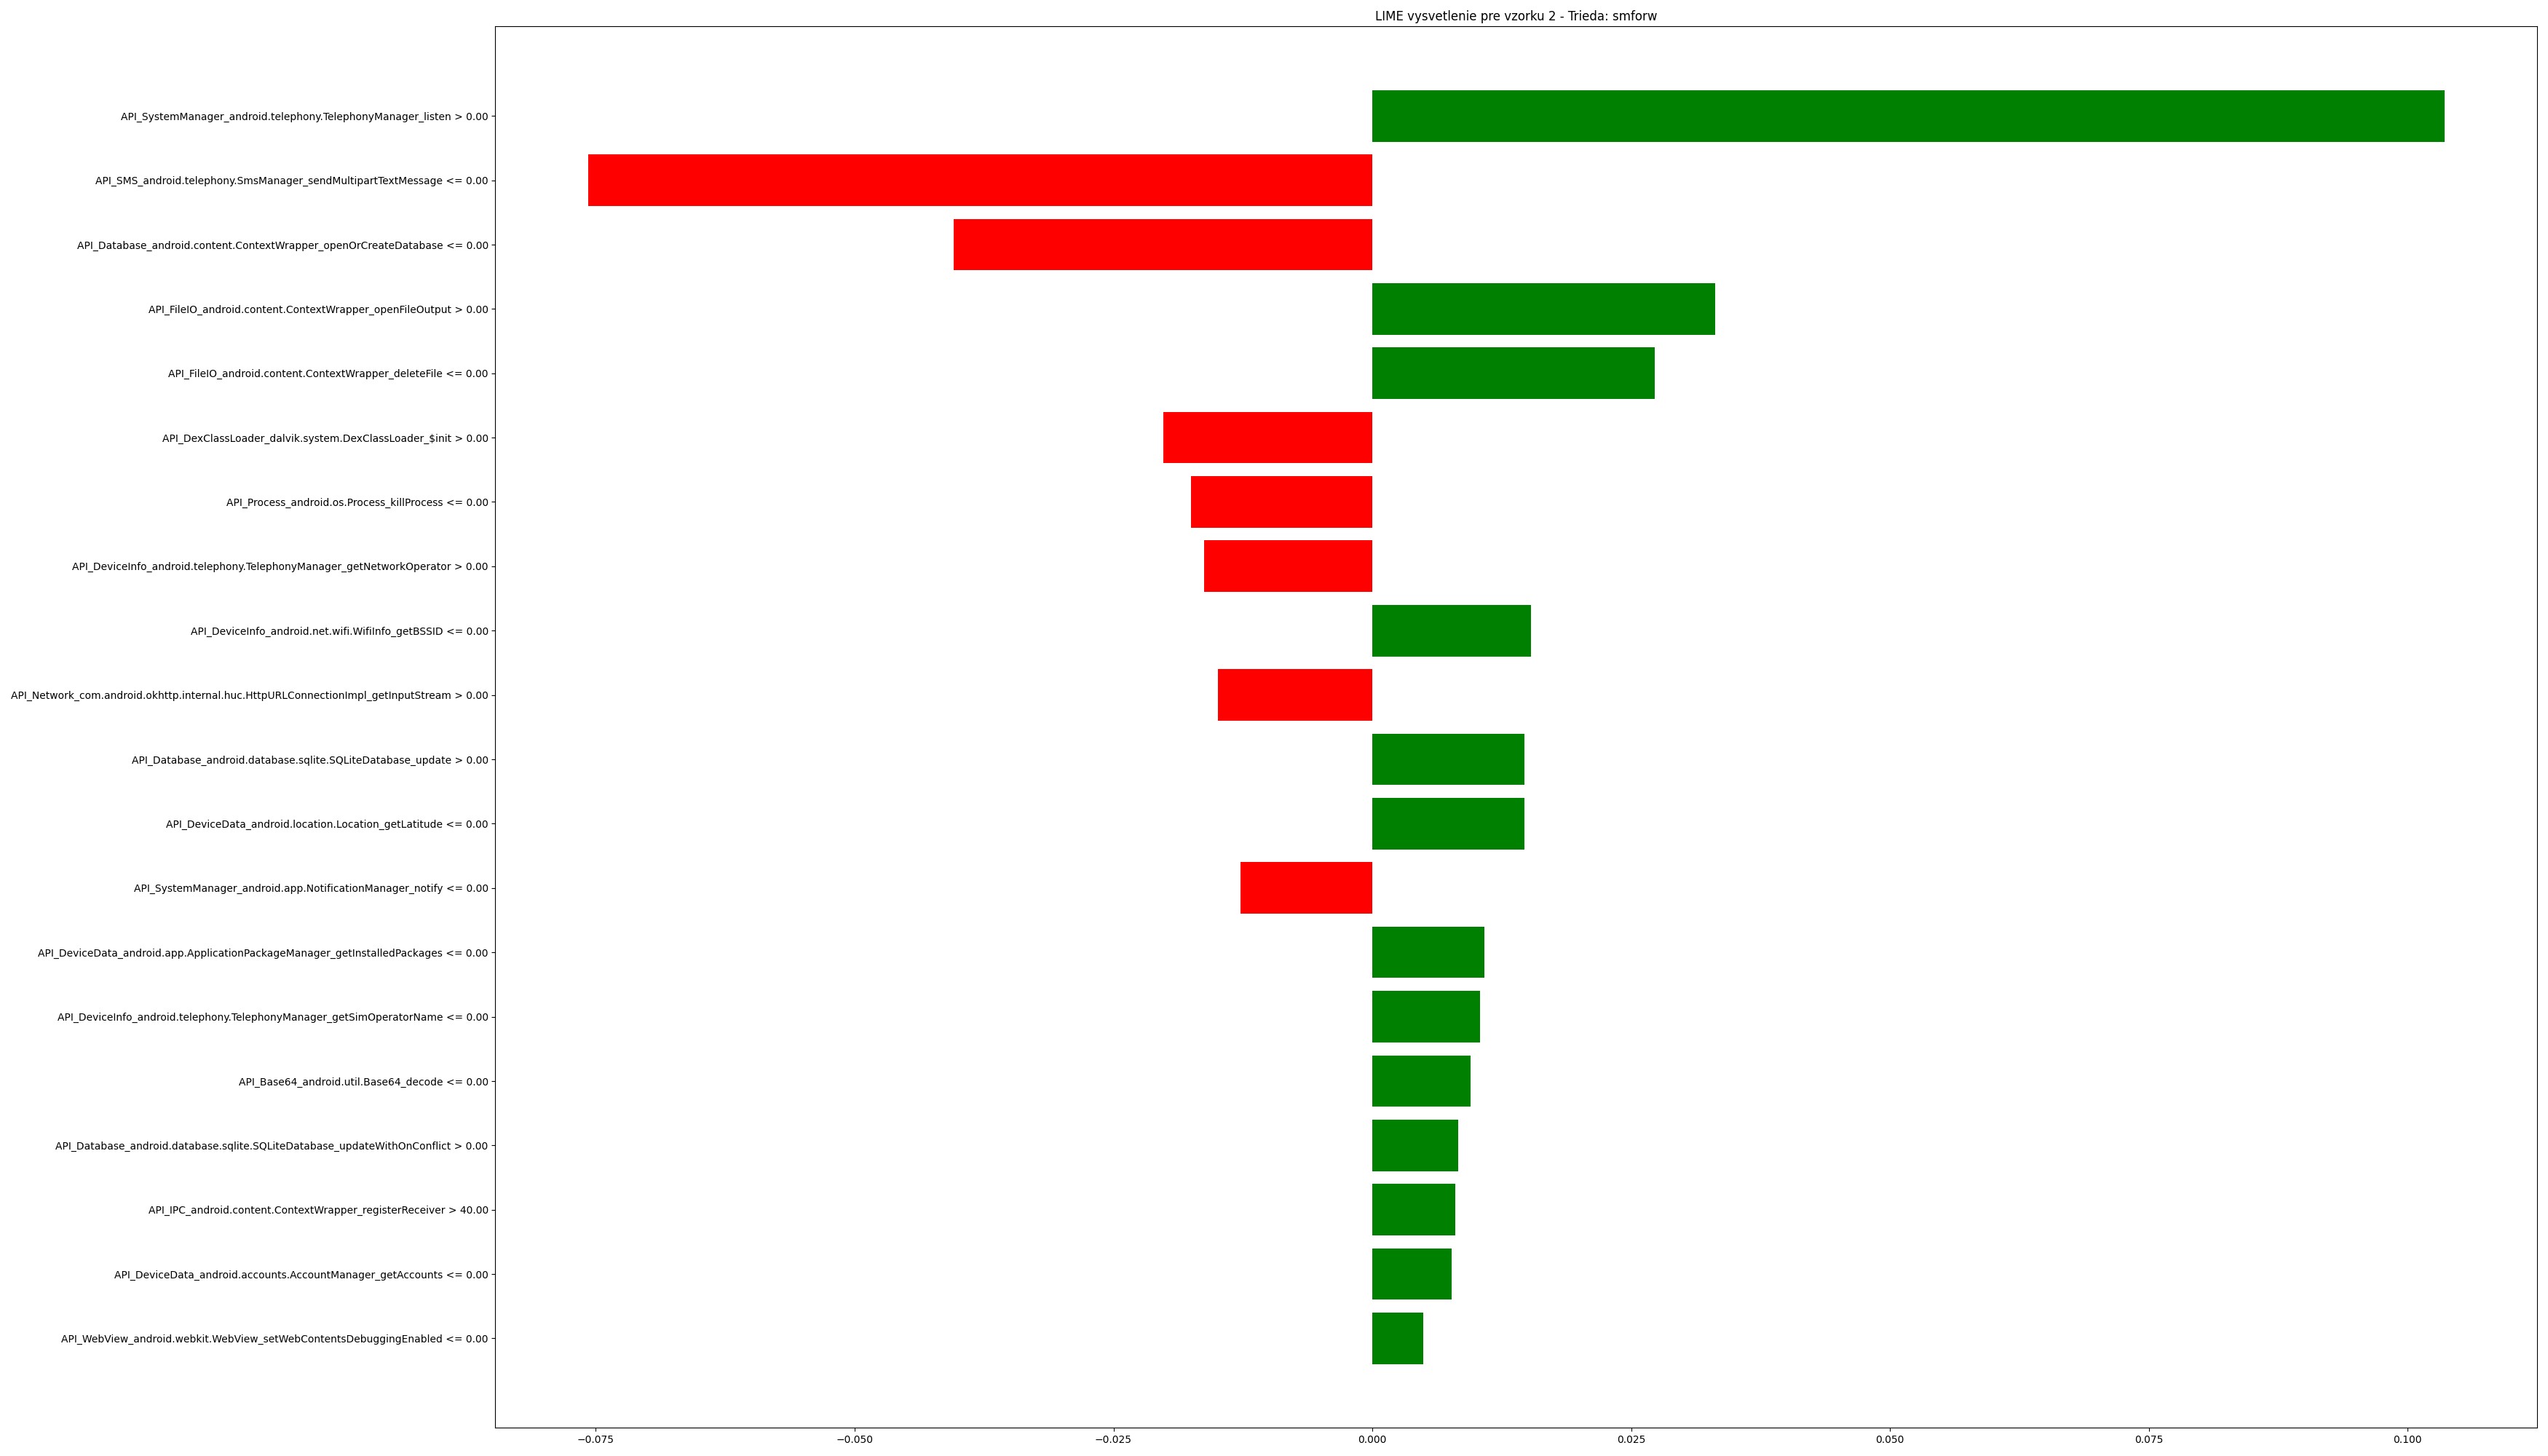 LIME vysvetlenie pre vzorku 2 - Trieda: smforw
API_SystemManager_android.telephony.TelephonyManager_listen > 0.00
API_SMS_android.telephony.SmsManager_sendMultipartTextMessage <= 0.00
API_Database_android.content.ContextWrapper_openOrCreateDatabase <= 0.00
API_FileIO_android.content.ContextWrapper_openFileOutput > 0.00
API_FileIO_android.content.ContextWrapper_deleteFile <= 0.00
API_DexClassLoader_dalvik.system.DexClassLoader_$init > 0.00
API_Process_android.os.Process_killProcess <= 0.00
API_DeviceInfo_android.telephony.TelephonyManager_getNetworkOperator > 0.00
API_DeviceInfo_android.net.wifi.WifiInfo_getBSSID <= 0.00
API_Network_com.android.okhttp.internal.huc.HttpURLConnectionImpl_getInputStream > 0.00
API_Database_android.database.sqlite.SQLiteDatabase_update > 0.00
API_DeviceData_android.location.Location_getLatitude <= 0.00
API_SystemManager_android.app.NotificationManager_notify <= 0.00
API_DeviceData_android.app.ApplicationPackageManager_getInstalledPackages <= 0.00
API_DeviceInfo_android.telephony.TelephonyManager_getSimOperatorName <= 0.00
API_Base64_android.util.Base64_decode <= 0.00
API_Database_android.database.sqlite.SQLiteDatabase_updateWithOnConflict > 0.00
API_IPC_android.content.ContextWrapper_registerReceiver > 40.00
API_DeviceData_android.accounts.AccountManager_getAccounts <= 0.00
API_WebView_android.webkit.WebView_setWebContentsDebuggingEnabled <= 0.00
−0.075 −0.050 −0.025 0.000 0.025 0.050 0.075 0.100